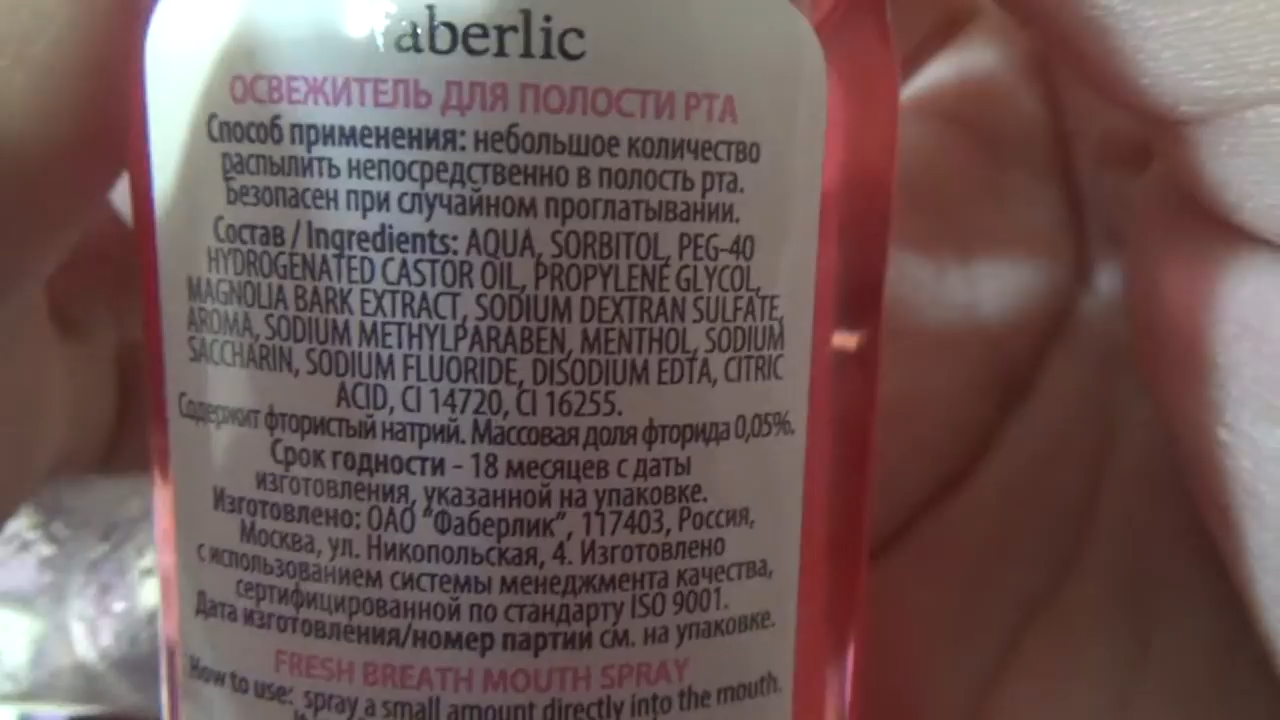 aberlic
ОСВЕЖИТЕЛЬ ДЛЯ ПОЛОСТИ РТА
Способ применения: небольшое количество
распылить непосредственно в полость рта.
Безопасен при случайном проглатывании.
Состав / Ingredients: AQUA, SORBITOL, PEG-40
HYDROGENATED CASTOR OIL, PROPYLENE GLYCOL,
MAGNOLIA BARK EXTRACT, SODIUM DEXTRAN SULFATE,
AROMA, SODIUM METHYLPARABEN, MENTHOL, SODIUM
SACCHARIN, SODIUM FLUORIDE, DISODIUM EDTA, CITRIC
ACID, CI 14720, CI 16255.
Содержит фтористый натрий. Массовая доля фторида 0,05%.
Срок годности - 18 месяцев с даты
изготовления, указанной на упаковке.
Изготовлено: ОАО "Фаберлик", 117403, Россия,
Москва, ул. Никопольская, 4. Изготовлено
с использованием системы менеджмента качества,
сертифицированной по стандарту ISO 9001.
Дата изготовления/номер партии см. на упаковке.
FRESH BREATH MOUTH SPRAY
How to use: spray a small amount directly into the mouth.